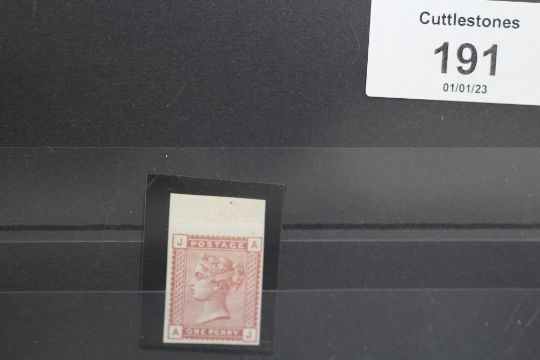 Cuttlestones
191
01/01/23
J POSTAGE A
A ONE PENNY J